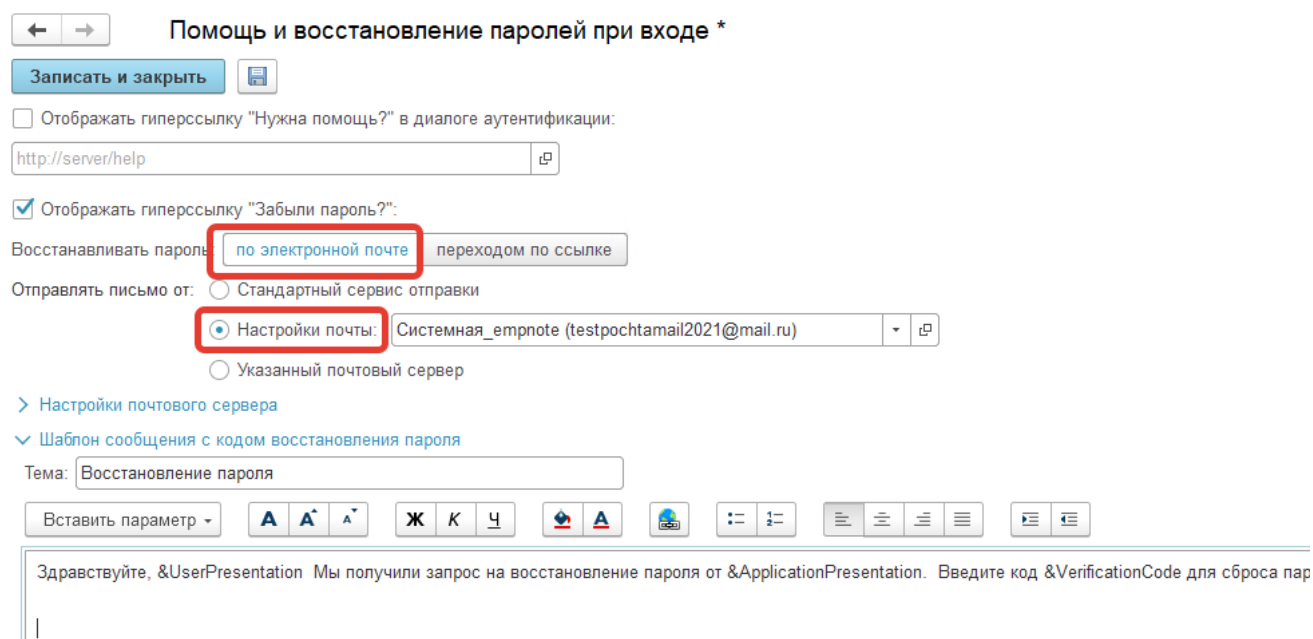 Помощь и восстановление паролей при входе *
Записать и закрыть
Отображать гиперссылку "Нужна помощь?" в диалоге аутентификации:
http://server/help
Отображать гиперссылку "Забыли пароль?":
Восстанавливать пароль по электронной почте переходом по ссылке
Отправлять письмо от: Стандартный сервис отправки
Настройки почты: Системная_empnote (testpochtamail2021@mail.ru)
Указанный почтовый сервер
Настройки почтового сервера
Шаблон сообщения с кодом восстановления пароля
Тема: Восстановление пароля
Вставить параметр А А А Ж К Ч А
Здравствуйте, &UserPresentation Мы получили запрос на восстановление пароля от &ApplicationPresentation. Введите код &VerificationCode для сброса пар